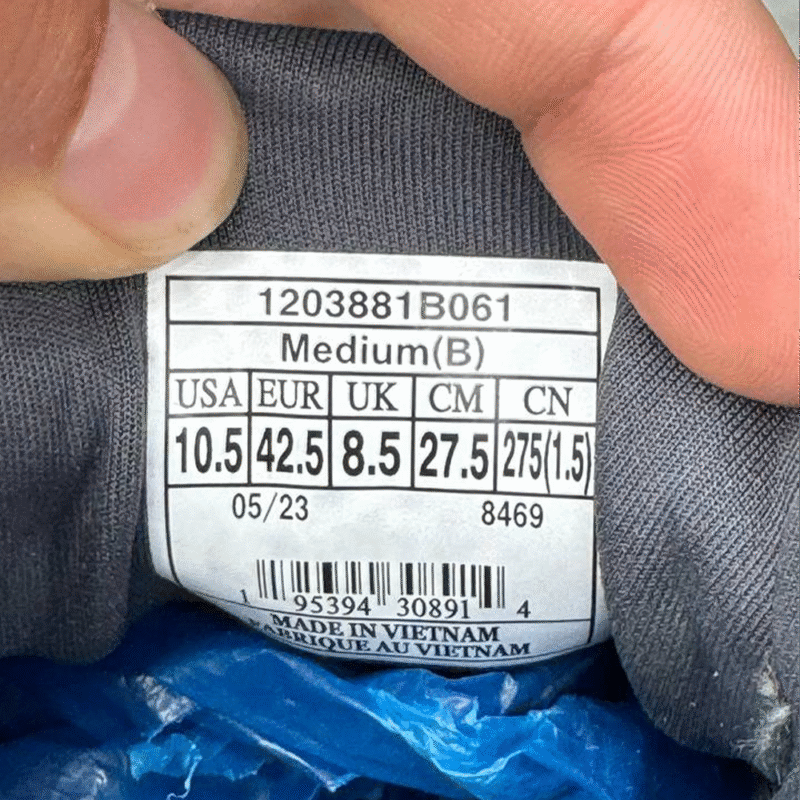 1203881B061
Medium(B)
USA EUR UK CM CN
10.5 42.5 8.5 27.5 275(1.5)
05/23 8469
1 95394 30891 4
MADE IN VIETNAM
FABRIQUE AU VIETNAM